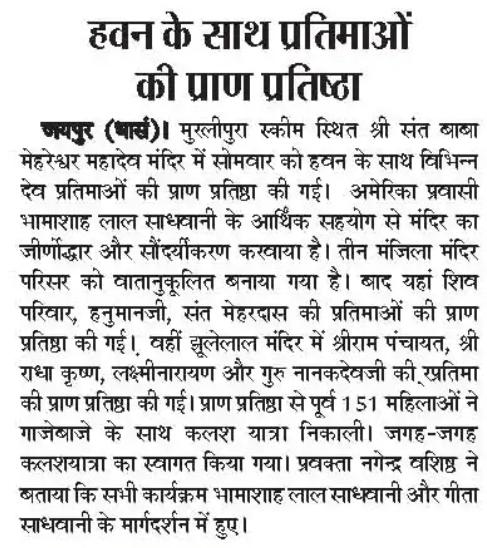 हवन के साथ प्रतिमाओं
की प्राण प्रतिष्ठा
जयपुर (भासं)। मुरलीपुरा स्कीम स्थित श्री संत बाबा
मेहरेश्वर महादेव मंदिर में सोमवार को हवन के साथ विभिन्न
देव प्रतिमाओं की प्राण प्रतिष्ठा की गई। अमेरिका प्रवासी
भामाशाह लाल साधवानी के आर्थिक सहयोग से मंदिर का
जीर्णोद्धार और सौंदर्यीकरण करवाया है। तीन मंजिला मंदिर
परिसर को वातानुकूलित बनाया गया है। बाद यहां शिव
परिवार, हनुमानजी, संत मेहरदास की प्रतिमाओं की प्राण
प्रतिष्ठा की गई। वहीं झूलेलाल मंदिर में श्रीराम पंचायत, श्री
राधा कृष्ण, लक्ष्मीनारायण और गुरु नानकदेवजी की रप्रतिमा
की प्राण प्रतिष्ठा की गई। प्राण प्रतिष्ठा से पूर्व 151 महिलाओं ने
गाजेबाजे के साथ कलश यात्रा निकाली। जगह-जगह
कलशयात्रा का स्वागत किया गया। प्रवक्ता नगेन्द्र वशिष्ठ ने
बताया कि सभी कार्यक्रम भामाशाह लाल साधवानी और गीता
साधवानी के मार्गदर्शन में हुए।